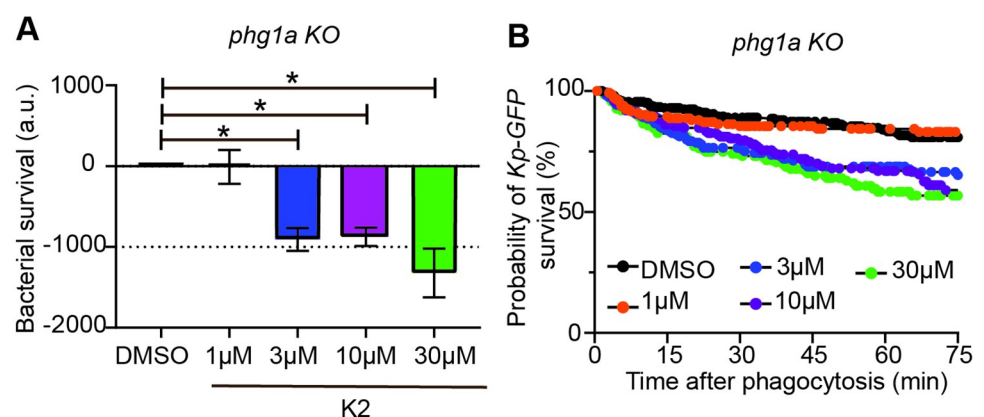 A
phg1a KO
Bacterial survival (a.u.)
1000
0
-1000
-2000
*
*
*
DMSO 1µM 3µM 10µM 30µM
K2
B
phg1a KO
Probability of Kp-GFP
survival (%)
100
50
0
DMSO 3µM 30µM
1µM 10µM
0 15 30 45 60 75
Time after phagocytosis (min)